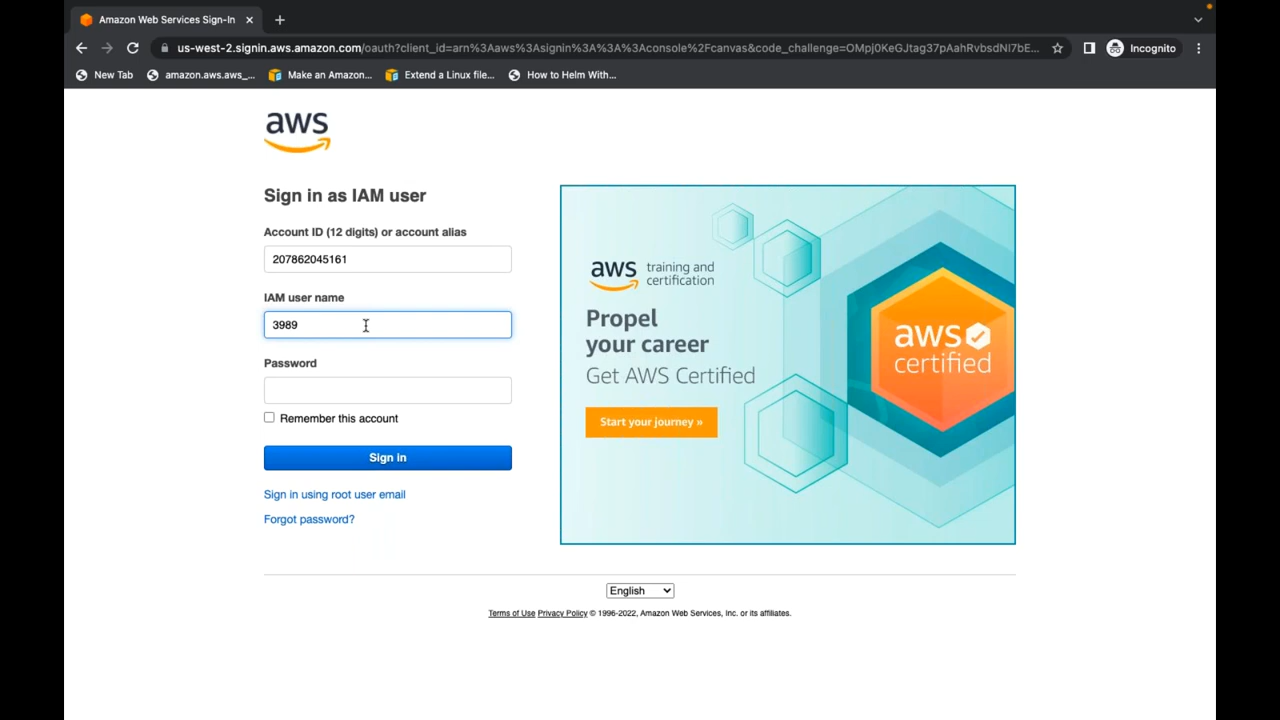 Amazon Web Services Sign-In
us-west-2.signin.aws.amazon.com/oauth?client_id=arn%3Aaws%3Asignin%3A%3A%3Aconsole%2Fcanvas&code_challenge=OMpj0KeGJtag37pAahRvbsdNI7bE...
Incognito
New Tab
amazon.aws.aws_...
Make an Amazon...
Extend a Linux file...
How to Helm With...
aws
Sign in as IAM user
Account ID (12 digits) or account alias
207862045161
IAM user name
3989
Password
Remember this account
Sign in
Sign in using root user email
Forgot password?
aws training and certification
Propel
your career
Get AWS Certified
Start your journey »
aws
certified
English
Terms of Use Privacy Policy © 1996-2022, Amazon Web Services, Inc. or its affiliates.